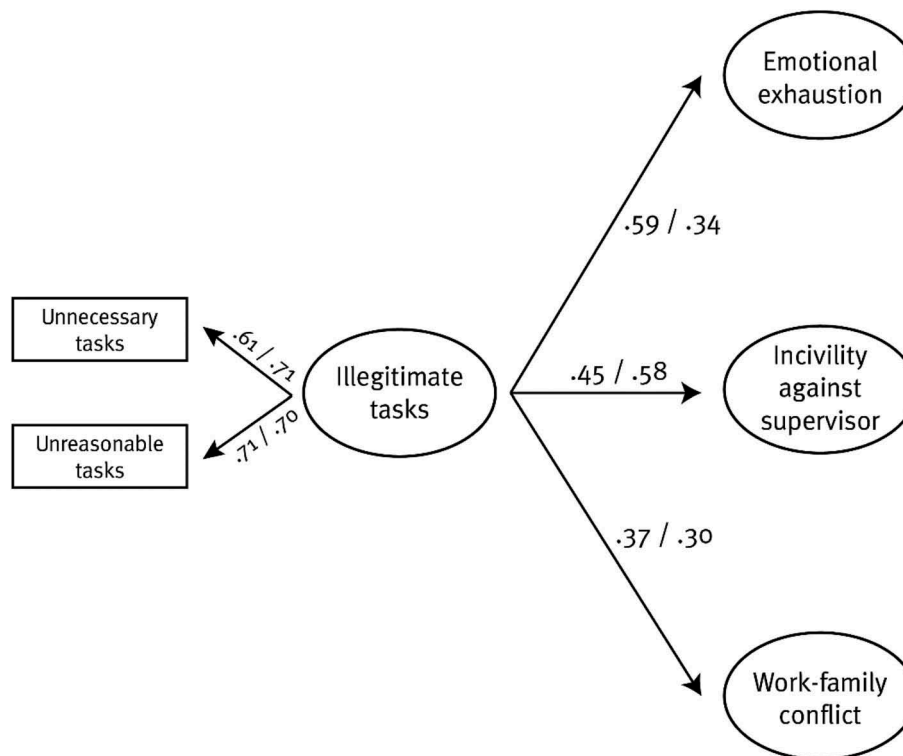 Emotional
exhaustion
.59 / .34
Unnecessary
tasks
.61 / .71
Illegitimate
tasks
.45 / .58
Incivility
against
supervisor
Unreasonable
tasks
.71 / .70
.37 / .30
Work-family
conflict